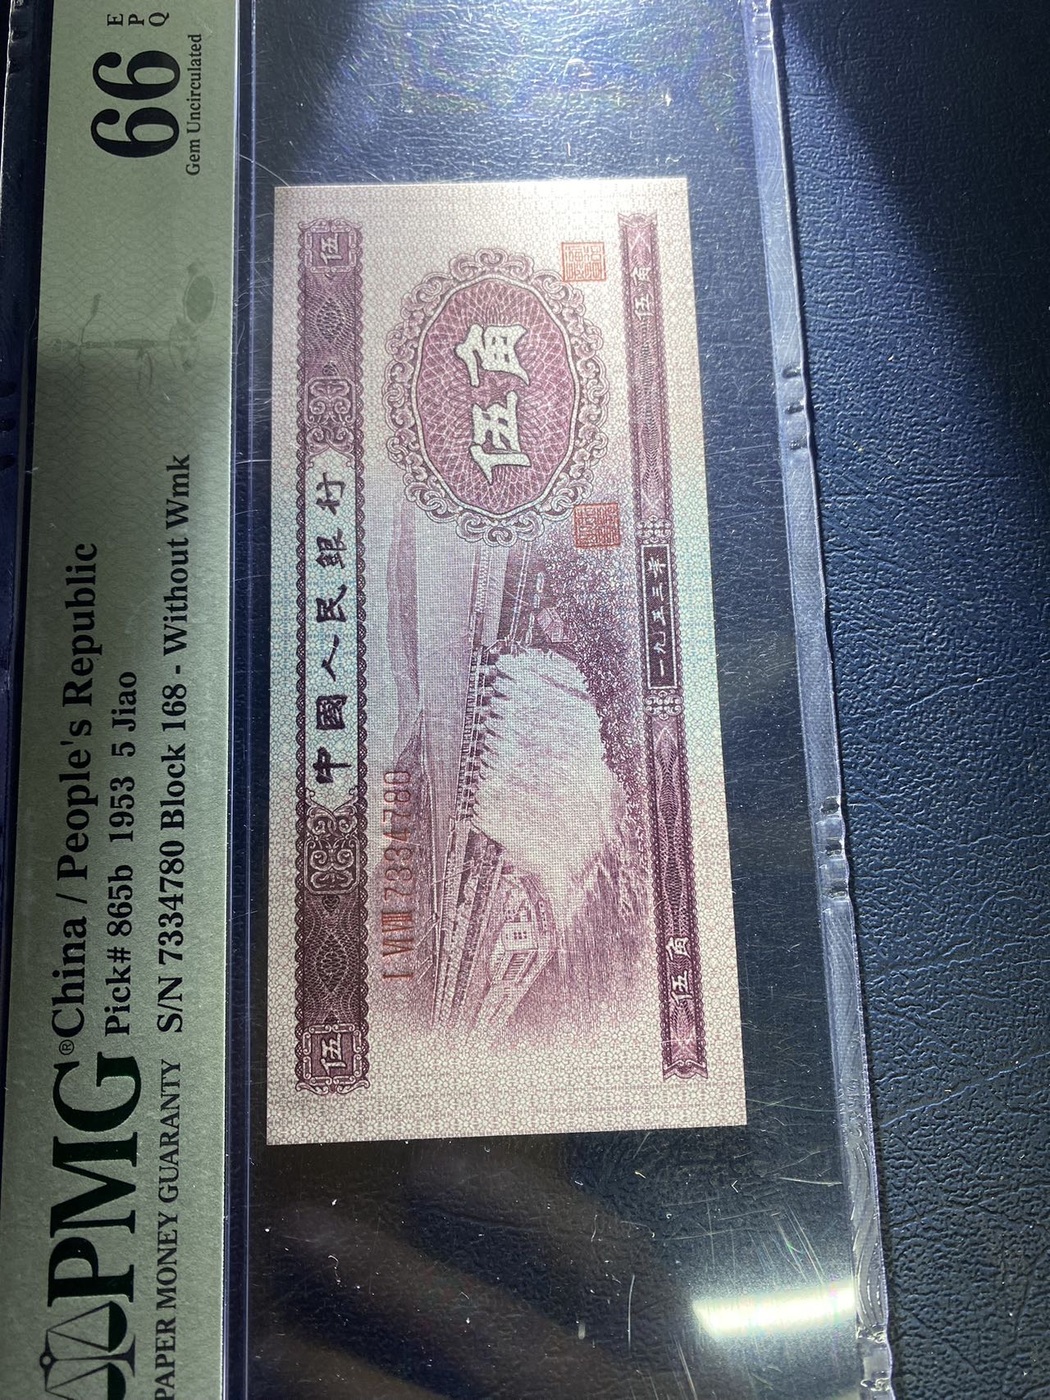 PMG® China / People's Republic
Pick# 865b 1953 5 Jiao
PAPER MONEY GUARANTY S/N 7334780 Block 168 - Without Wmk
66 EPQ
Gem Uncirculated
伍
中國人民銀行
伍
I VI VIII 7334780
伍角
伍角
一九五三年
伍角